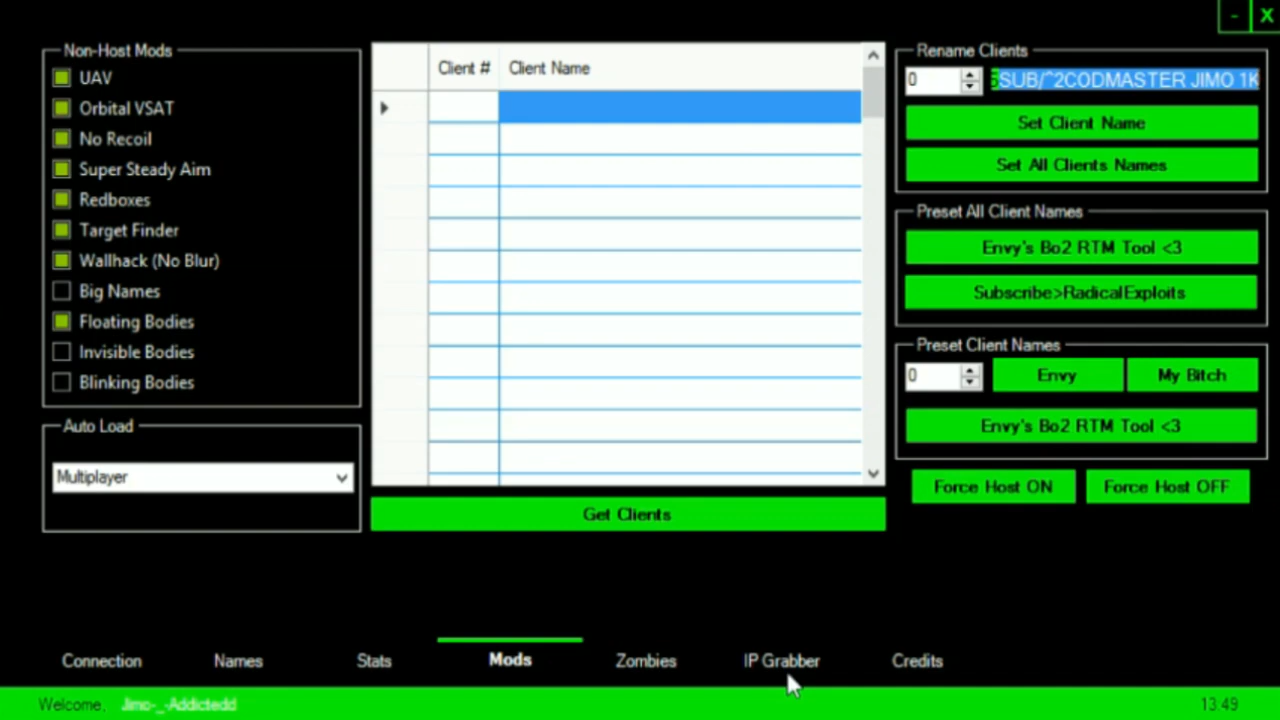 - X
Non-Host Mods
UAV
Orbital VSAT
No Recoil
Super Steady Aim
Redboxes
Target Finder
Wallhack (No Blur)
Big Names
Floating Bodies
Invisible Bodies
Blinking Bodies
Auto Load
Multiplayer
Client # Client Name
Get Clients
Rename Clients
0 SUB/^2CODMASTER JIMO 1K
Set Client Name
Set All Clients Names
Preset All Client Names
Envy's Bo2 RTM Tool <3
Subscribe>RadicalExploits
Preset Client Names
0 Envy My Bitch
Envy's Bo2 RTM Tool <3
Force Host ON Force Host OFF
Connection Names Stats Mods Zombies IP Grabber Credits
Welcome, Jimo-_-Addictedd 13:49